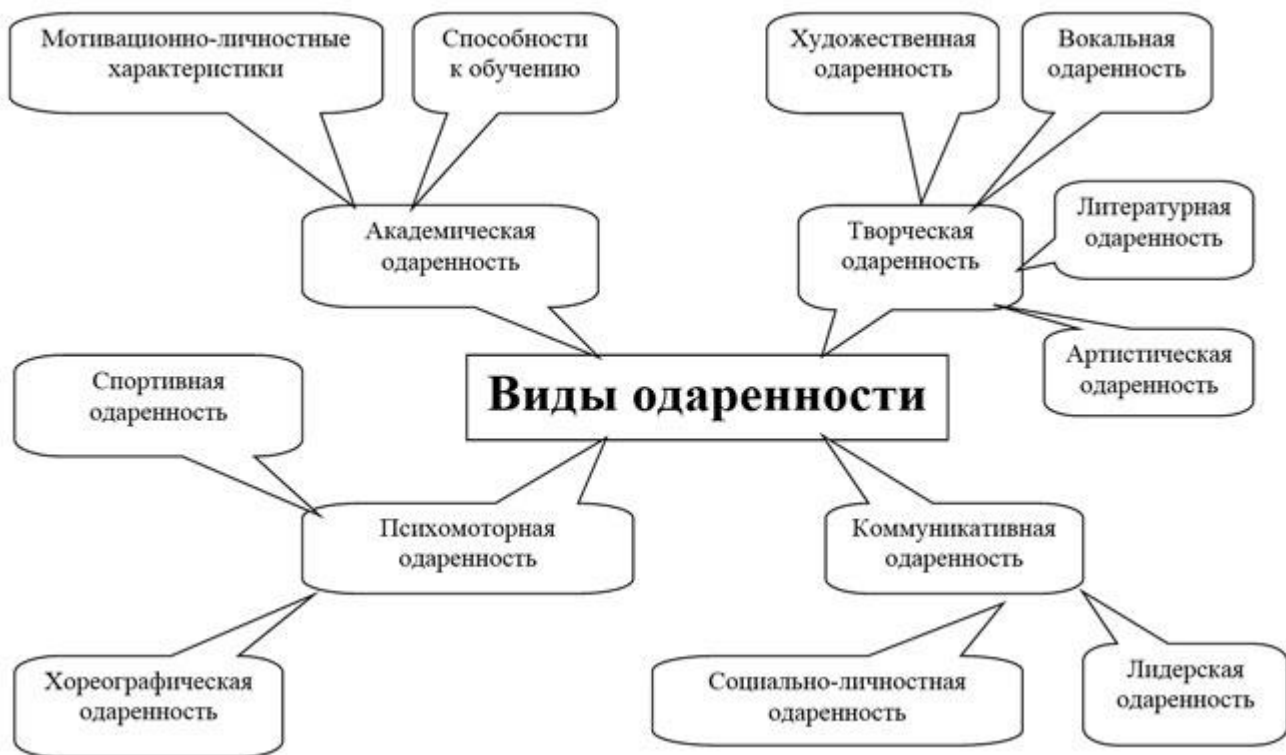 Мотивационно-личностные
характеристики
Способности
к обучению
Художественная
одаренность
Вокальная
одаренность
Академическая
одаренность
Творческая
одаренность
Литературная
одаренность
Артистическая
одаренность
Виды одаренности
Спортивная
одаренность
Психомоторная
одаренность
Коммуникативная
одаренность
Хореографическая
одаренность
Социально-личностная
одаренность
Лидерская
одаренность